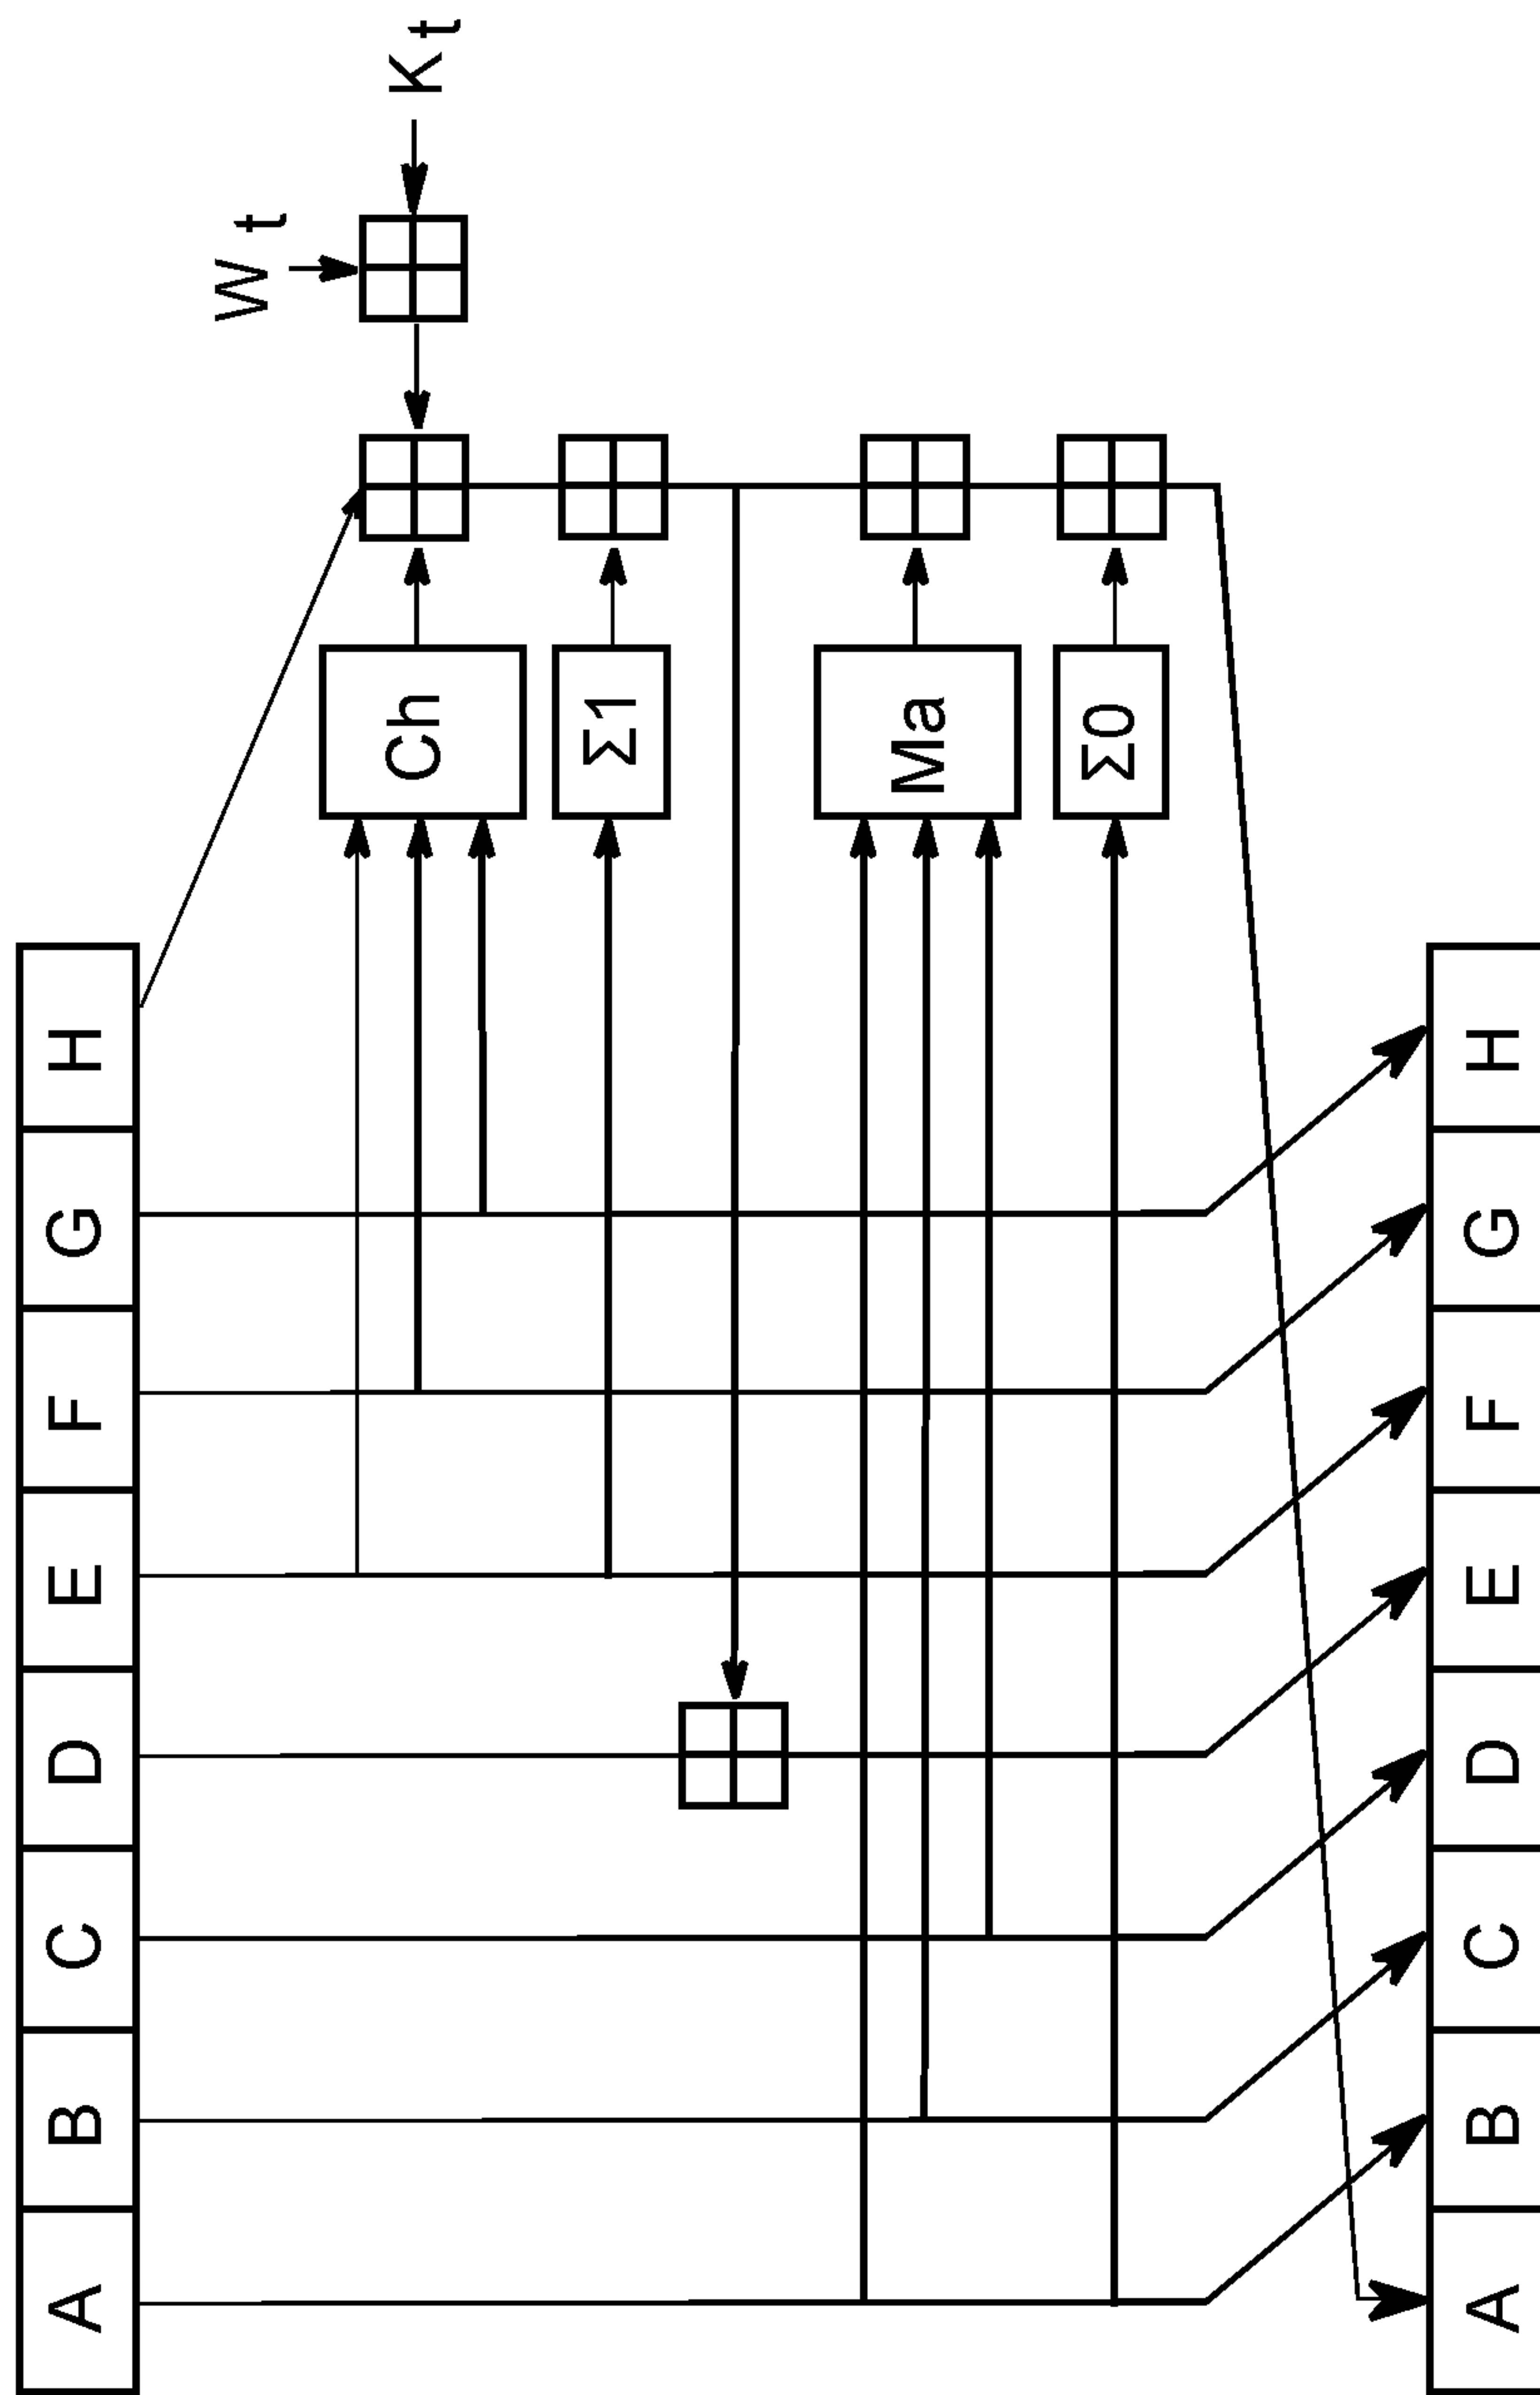 A B C D E F G H
W t
K t
Ch
Σ1
Ma
Σ0
A B C D E F G H